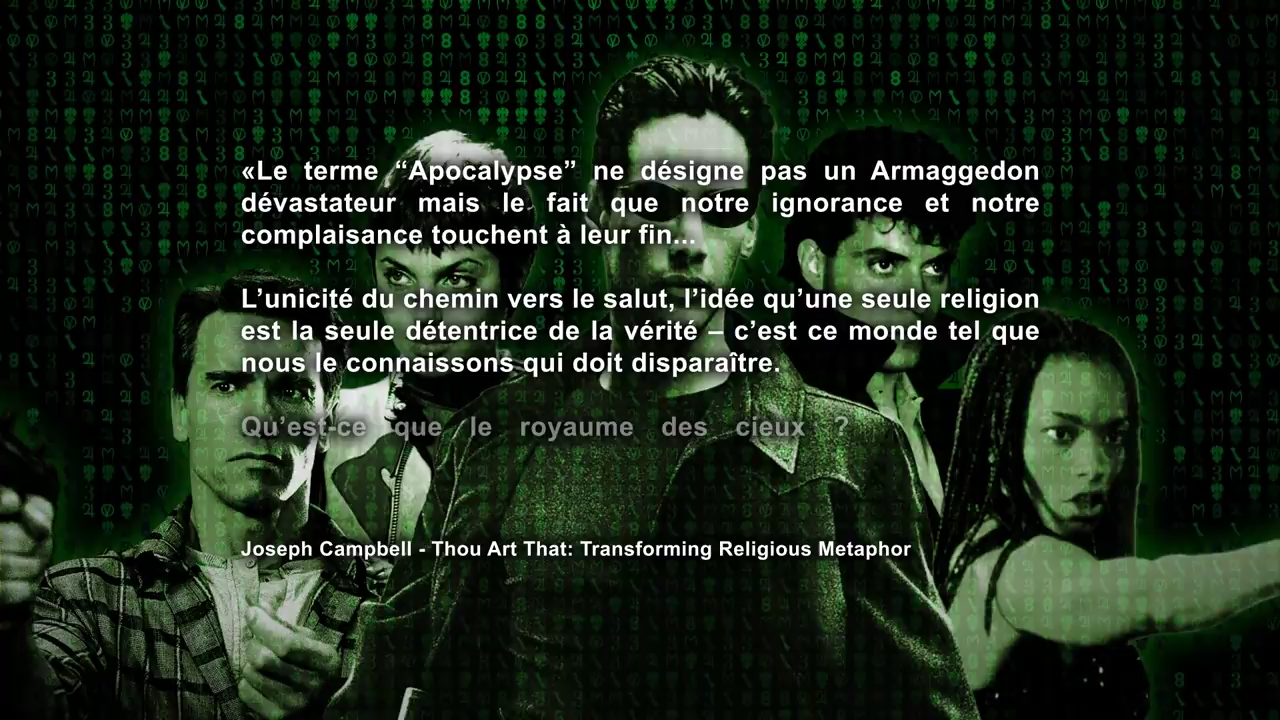 «Le terme “Apocalypse” ne désigne pas un Armaggedon
dévastateur mais le fait que notre ignorance et notre
complaisance touchent à leur fin...
L’unicité du chemin vers le salut, l’idée qu’une seule religion
est la seule détentrice de la vérité – c’est ce monde tel que
nous le connaissons qui doit disparaître.
Qu’est-ce que le royaume des cieux ?
Joseph Campbell - Thou Art That: Transforming Religious Metaphor